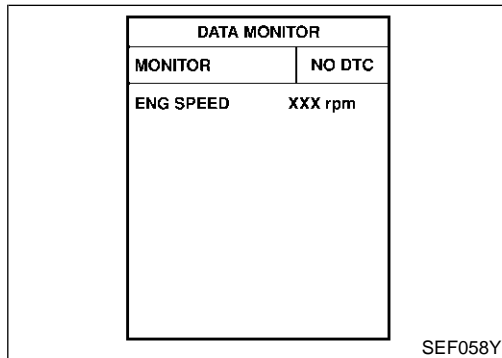 DATA MONITOR
MONITOR NO DTC
ENG SPEED XXX rpm
SEF058Y